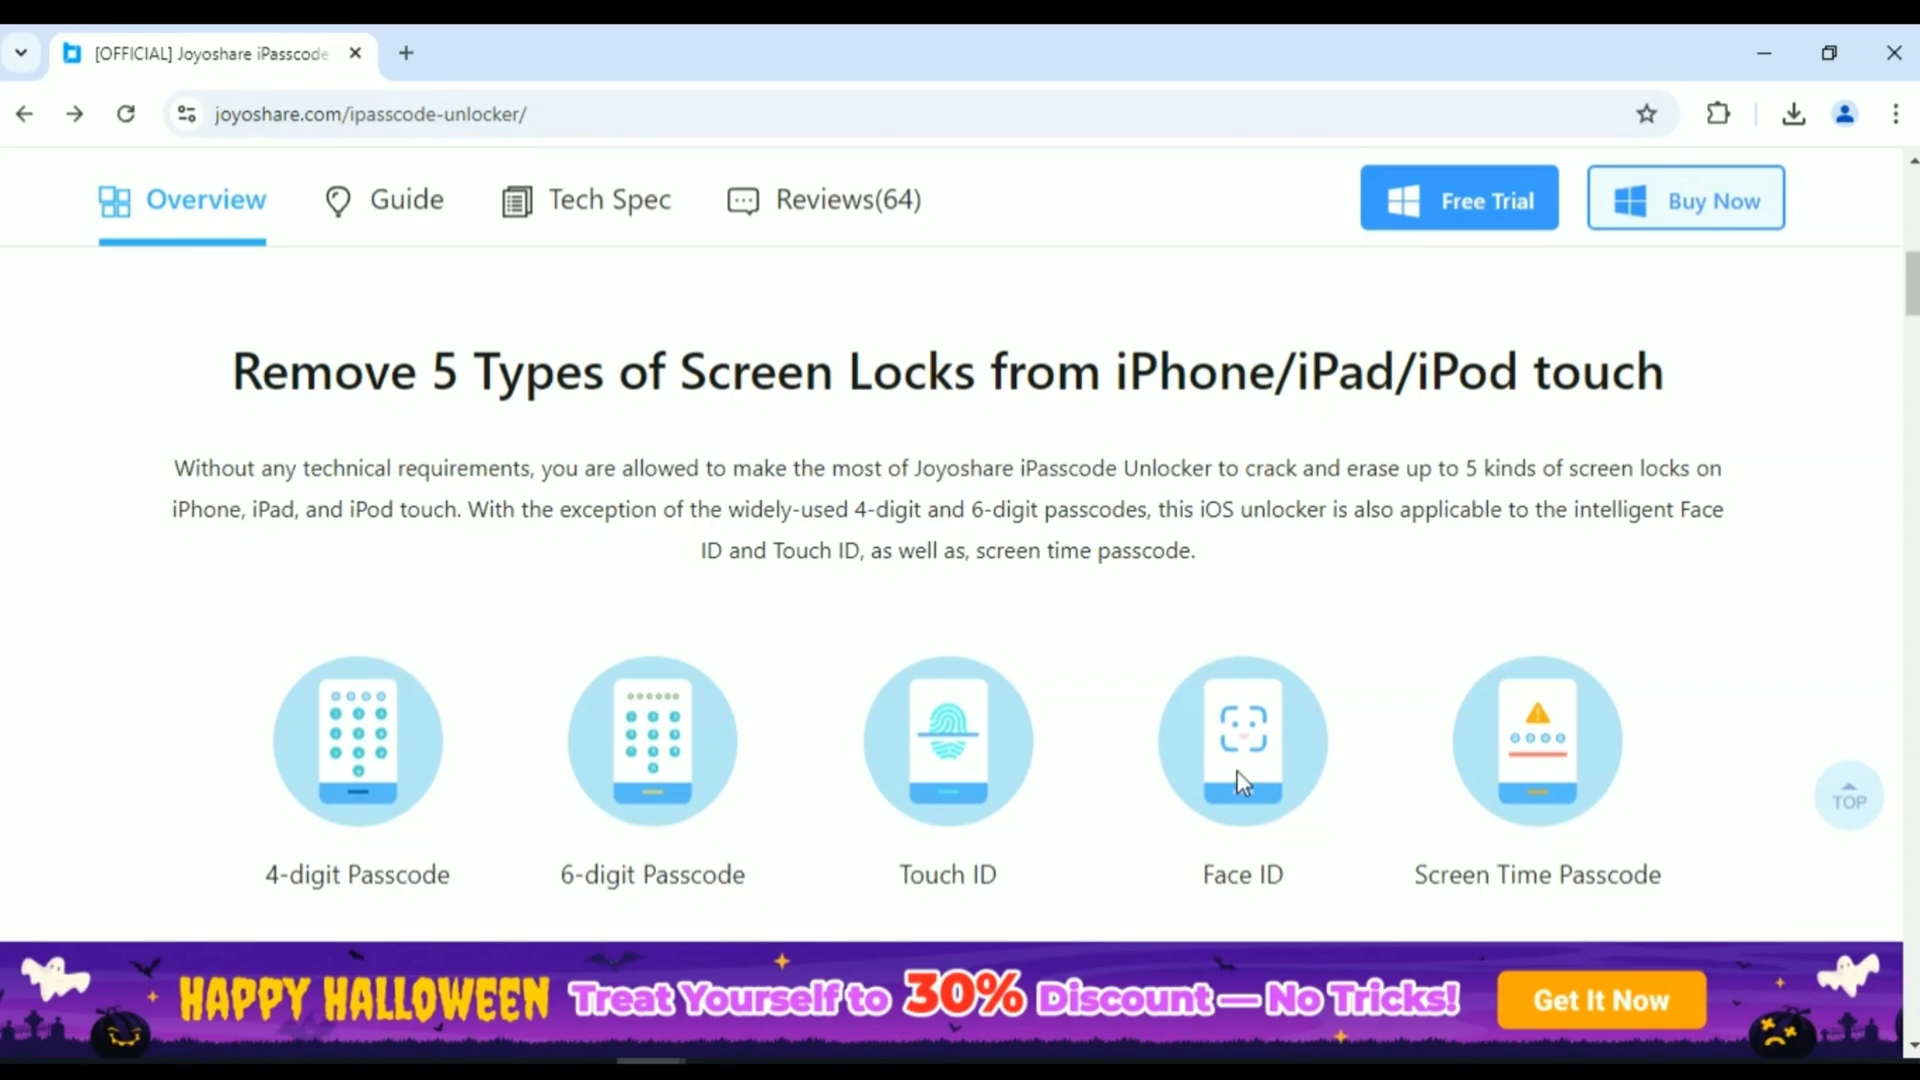 [OFFICIAL] Joyoshare iPasscode
joyoshare.com/ipasscode-unlocker/
Overview
Guide
Tech Spec
Reviews(64)
Free Trial
Buy Now
Remove 5 Types of Screen Locks from iPhone/iPad/iPod touch
Without any technical requirements, you are allowed to make the most of Joyoshare iPasscode Unlocker to crack and erase up to 5 kinds of screen locks on
iPhone, iPad, and iPod touch. With the exception of the widely-used 4-digit and 6-digit passcodes, this iOS unlocker is also applicable to the intelligent Face
ID and Touch ID, as well as, screen time passcode.
4-digit Passcode
6-digit Passcode
Touch ID
Face ID
Screen Time Passcode
TOP
HAPPY HALLOWEEN Treat Yourself to 30% Discount — No Tricks!
Get It Now